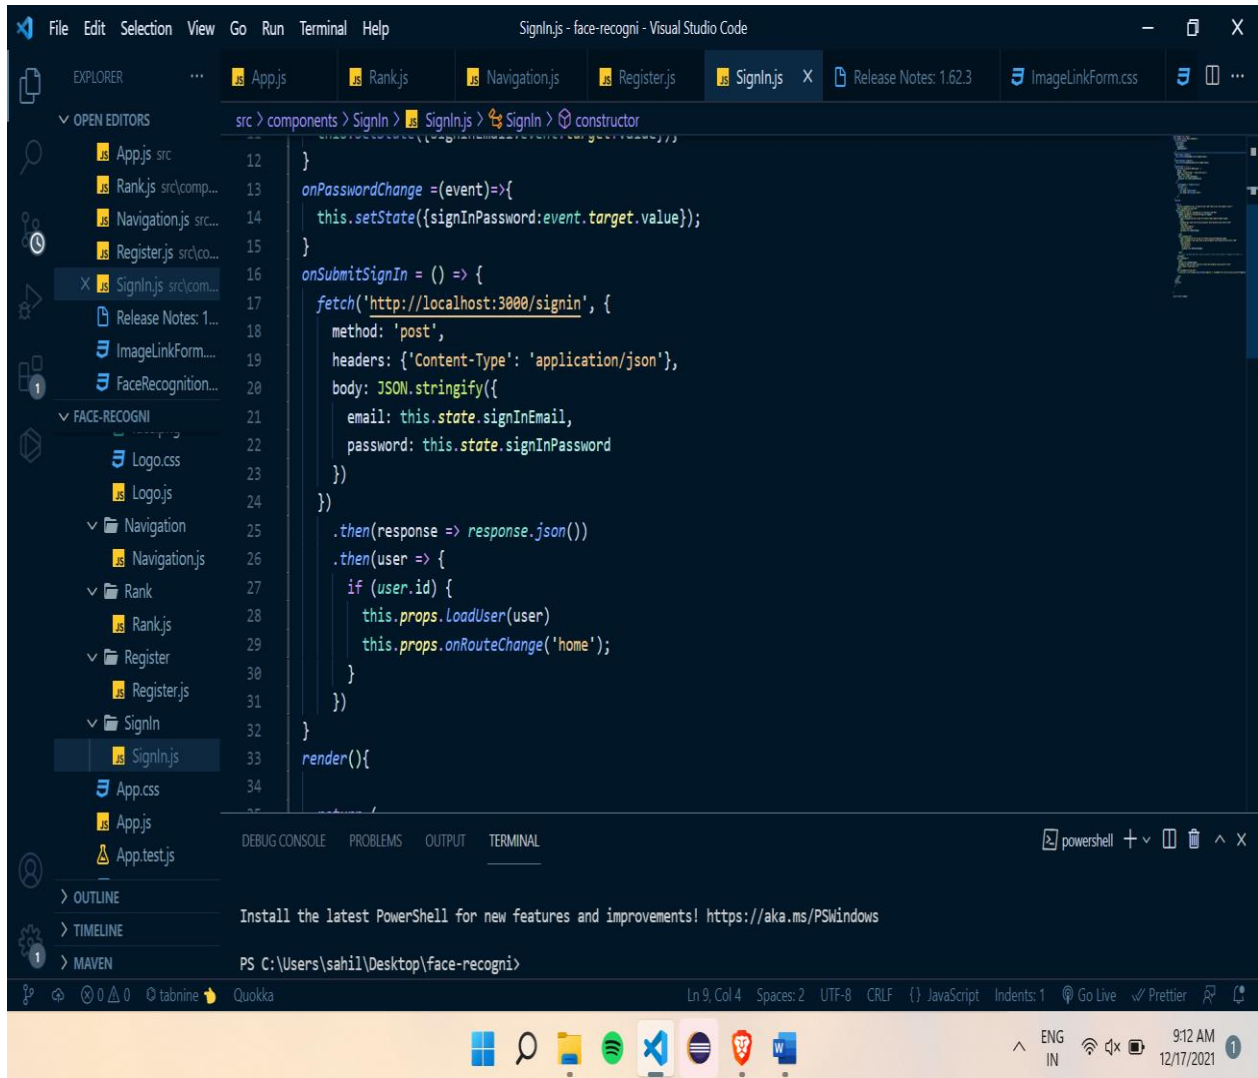 File Edit Selection View Go Run Terminal Help SignIn.js - face-recogni - Visual Studio Code
EXPLORER
App.js Rank.js Navigation.js Register.js SignIn.js Release Notes: 1.62.3 ImageLinkForm.css
OPEN EDITORS
App.js src
Rank.js src\comp...
Navigation.js src...
Register.js src\co...
SignIn.js src\com...
Release Notes: 1...
ImageLinkForm....
FaceRecognition...
FACE-RECOGNI
Logo.css
Logo.js
Navigation
Navigation.js
Rank
Rank.js
Register
Register.js
SignIn
SignIn.js
App.css
App.js
App.test.js
OUTLINE
TIMELINE
MAVEN
src > components > SignIn > SignIn.js > SignIn > constructor
this.setState({signInEmail:event.target.value});
12 }
13 onPasswordChange =(event)=>{
14 this.setState({signInPassword:event.target.value});
15 }
16 onSubmitSignIn = () => {
17 fetch('http://localhost:3000/signin', {
18 method: 'post',
19 headers: {'Content-Type': 'application/json'},
20 body: JSON.stringify({
21 email: this.state.signInEmail,
22 password: this.state.signInPassword
23 })
24 })
25 .then(response => response.json())
26 .then(user => {
27 if (user.id) {
28 this.props.loadUser(user)
29 this.props.onRouteChange('home');
30 }
31 })
32 }
33 render(){
34
DEBUG CONSOLE PROBLEMS OUTPUT TERMINAL powershell
Install the latest PowerShell for new features and improvements! https://aka.ms/PSWindows
PS C:\Users\sahil\Desktop\face-recogni>
0 0 tabnine Quokka Ln 9, Col 4 Spaces: 2 UTF-8 CRLF {} JavaScript Indents: 1 Go Live Prettier
ENG
IN
9:12 AM
12/17/2021
1